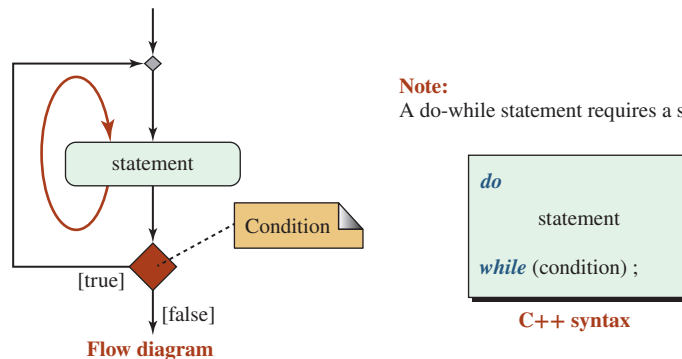 statement
Condition
[true]
[false]
Flow diagram
Note:
A do-while statement requires a
do
statement
while (condition) ;
C++ syntax